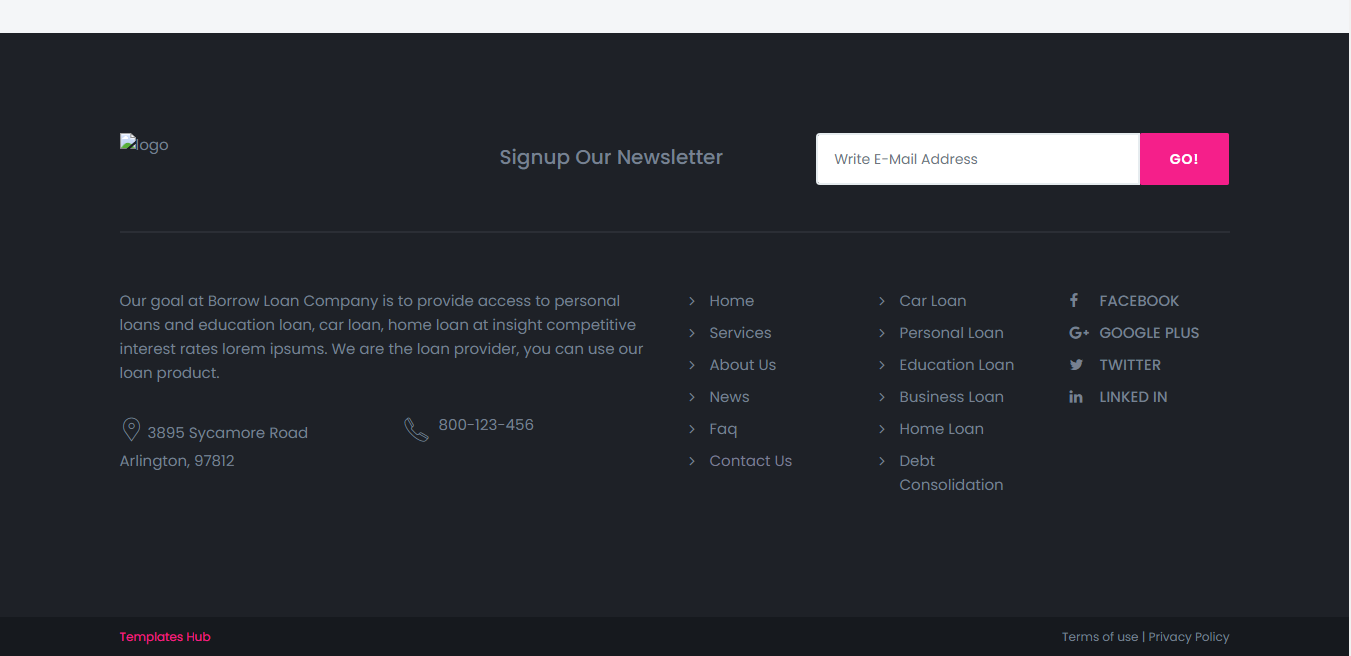 logo
Signup Our Newsletter
Write E-Mail Address
GO!
Our goal at Borrow Loan Company is to provide access to personal
loans and education loan, car loan, home loan at insight competitive
interest rates lorem ipsums. We are the loan provider, you can use our
loan product.
3895 Sycamore Road
Arlington, 97812
800-123-456
Home
Services
About Us
News
Faq
Contact Us
Car Loan
Personal Loan
Education Loan
Business Loan
Home Loan
Debt
Consolidation
FACEBOOK
GOOGLE PLUS
TWITTER
LINKED IN
Templates Hub
Terms of use | Privacy Policy